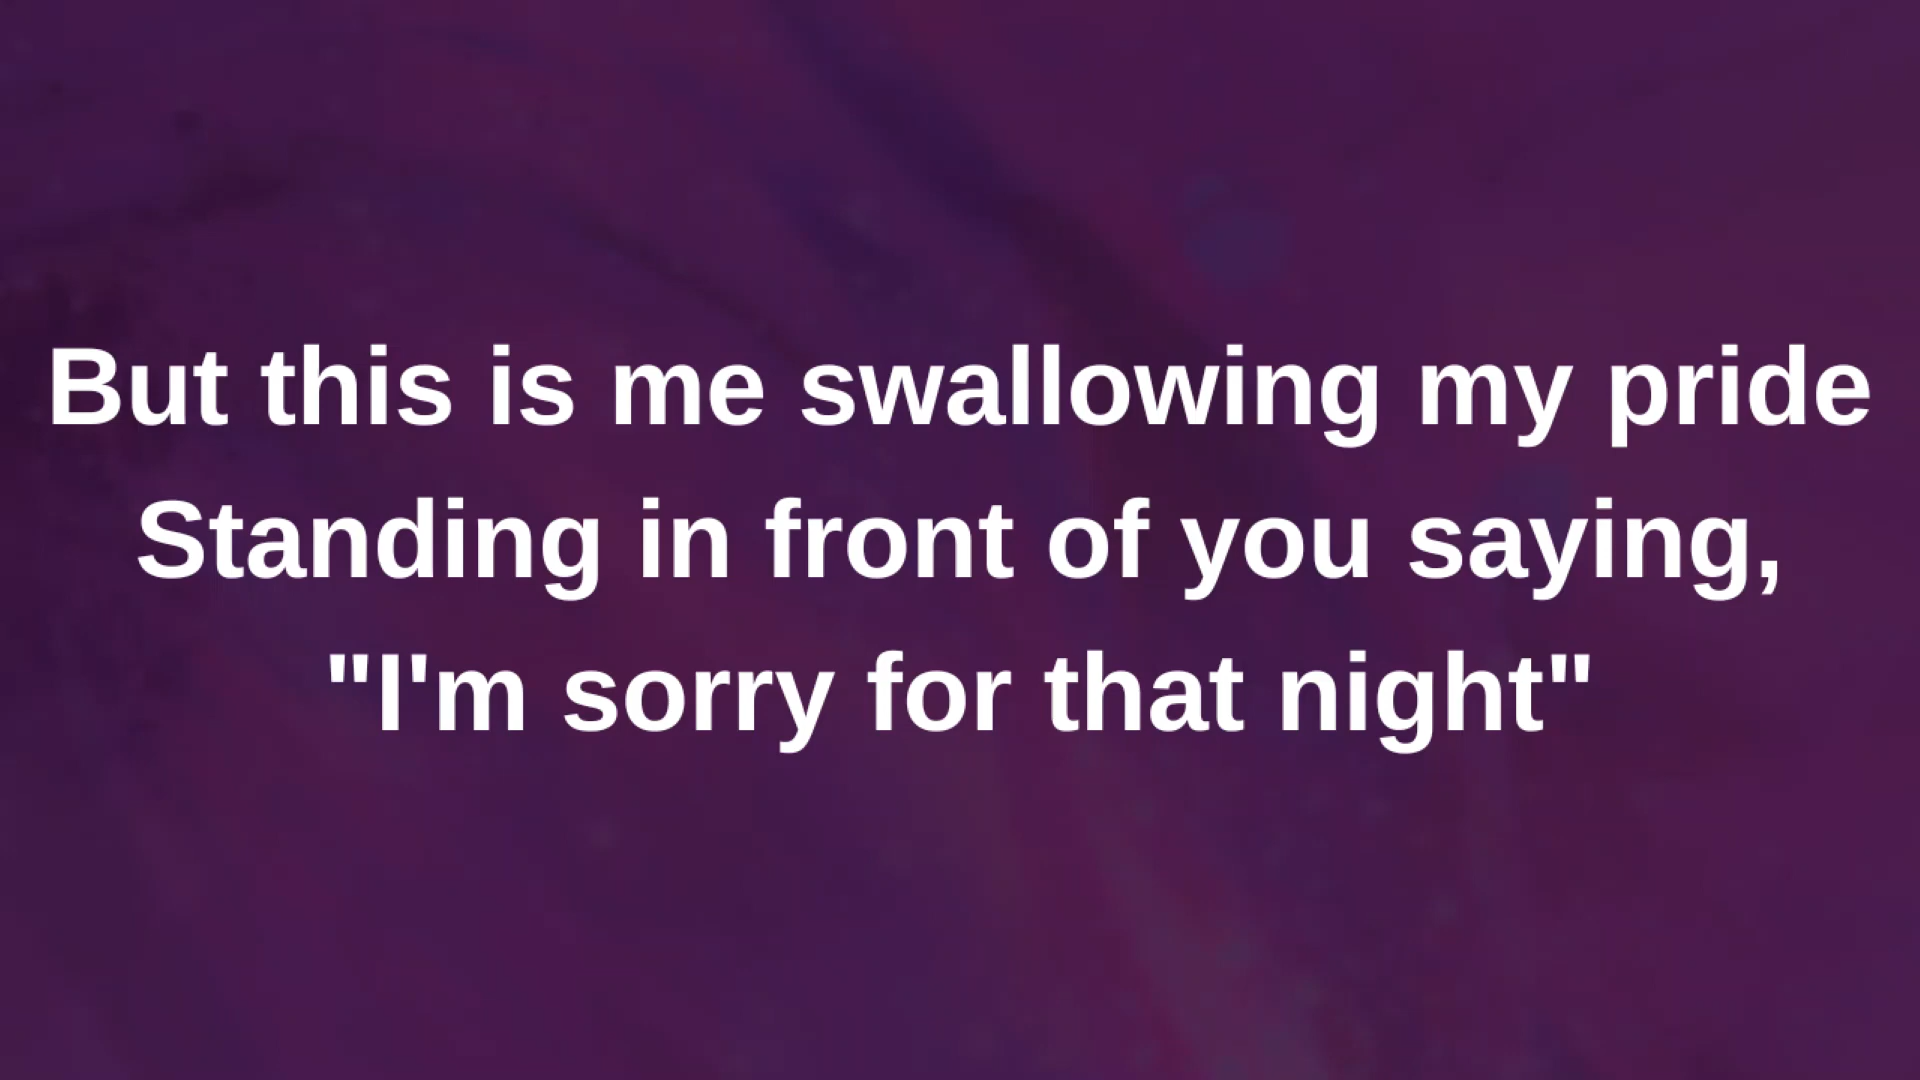 But this is me swallowing my pride
Standing in front of you saying,
"I'm sorry for that night"